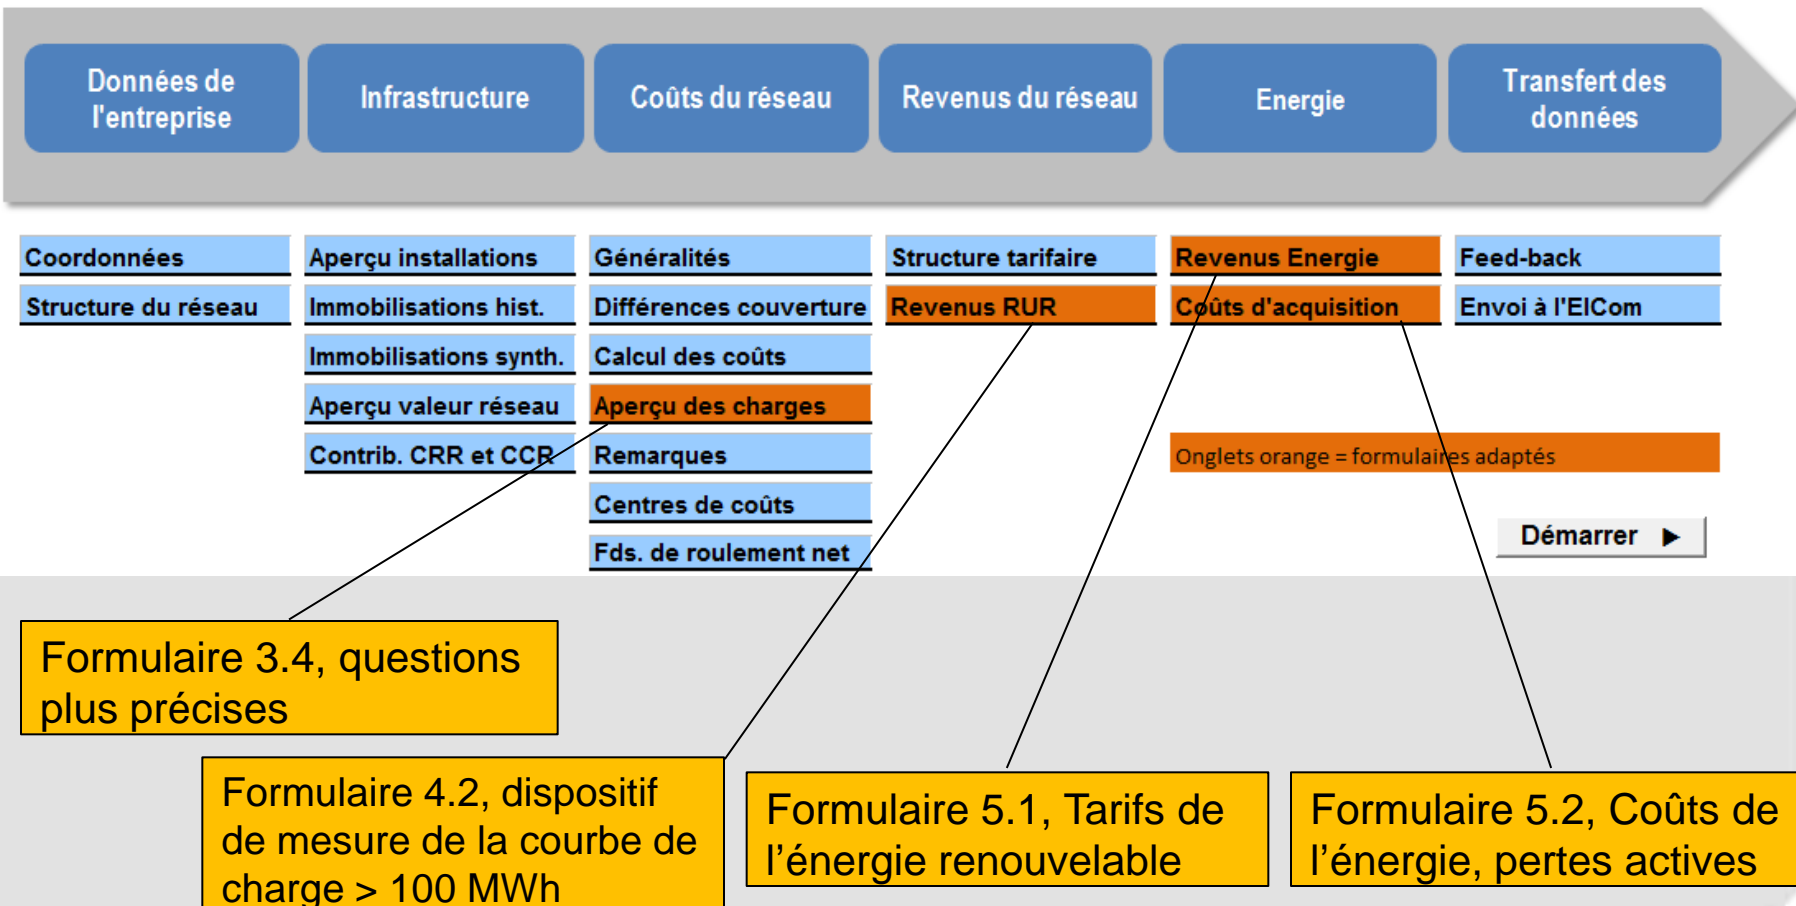 Données de
l'entreprise
Infrastructure
Coûts du réseau
Revenus du réseau
Energie
Transfert des
données
Coordonnées
Aperçu installations
Généralités
Structure tarifaire
Revenus Energie
Feed-back
Structure du réseau
Immobilisations hist.
Différences couverture
Revenus RUR
Coûts d'acquisition
Envoi à l'ElCom
Immobilisations synth.
Calcul des coûts
Aperçu valeur réseau
Aperçu des charges
Contrib. CRR et CCR
Remarques
Onglets orange = formulaires adaptés
Centres de coûts
Démarrer
Fds. de roulement net
Formulaire 3.4, questions
plus précises
Formulaire 4.2, dispositif
de mesure de la courbe de
charge > 100 MWh
Formulaire 5.1, Tarifs de
l’énergie renouvelable
Formulaire 5.2, Coûts de
l’énergie, pertes actives